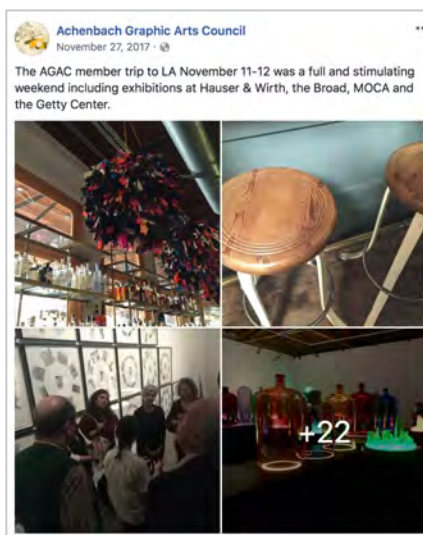 Achenbach Graphic Arts Council
November 27, 2017 ·
The AGAC member trip to LA November 11-12 was a full and stimulating
weekend including exhibitions at Hauser & Wirth, the Broad, MOCA and
the Getty Center.
+22